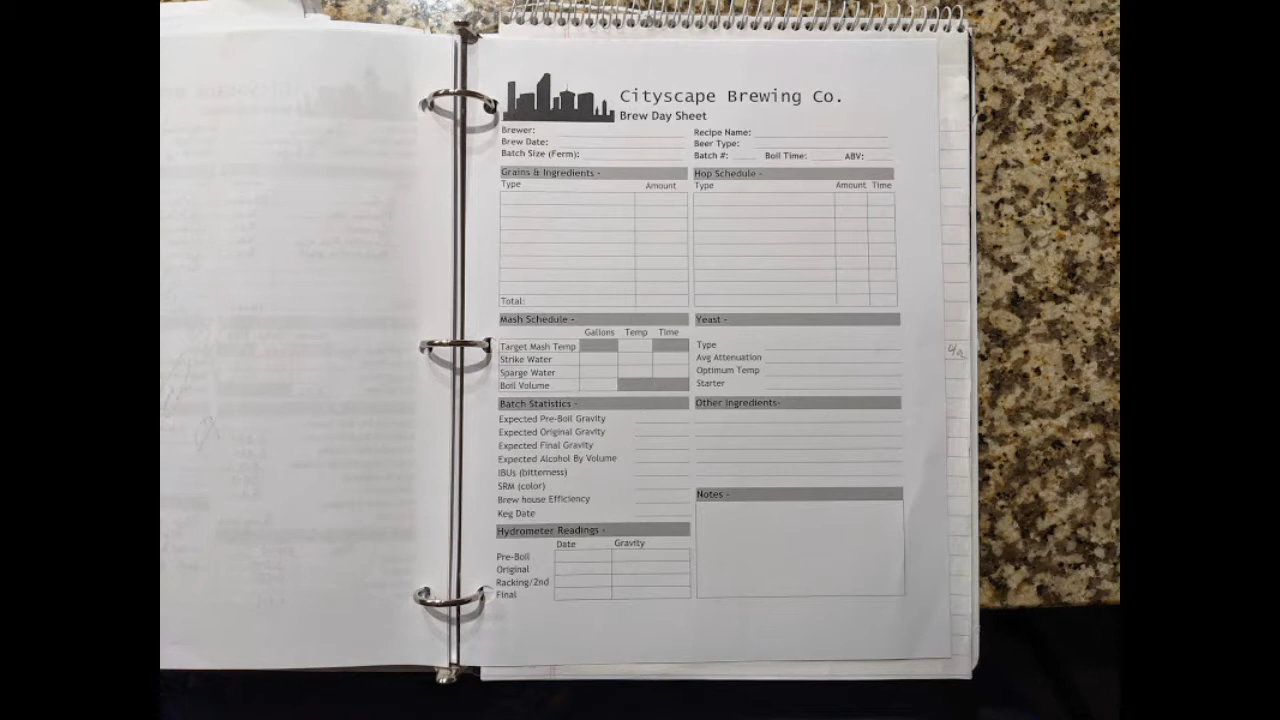 Cityscape Brewing Co.
Brew Day Sheet
Brewer:
Brew Date:
Batch Size (Ferm):
Recipe Name:
Beer Type:
Batch #: Boil Time: ABV:
Grains & Ingredients -
Type Amount
Total:
Hop Schedule -
Type Amount Time
Mash Schedule -
Gallons Temp Time
Target Mash Temp
Strike Water
Sparge Water
Boil Volume
Yeast -
Type
Avg Attenuation
Optimum Temp
Starter
Batch Statistics -
Expected Pre-Boil Gravity
Expected Original Gravity
Expected Final Gravity
Expected Alcohol By Volume
IBUs (bitterness)
SRM (color)
Brew house Efficiency
Keg Date
Other Ingredients-
Notes -
Hydrometer Readings -
Date Gravity
Pre-Boil
Original
Racking/2nd
Final